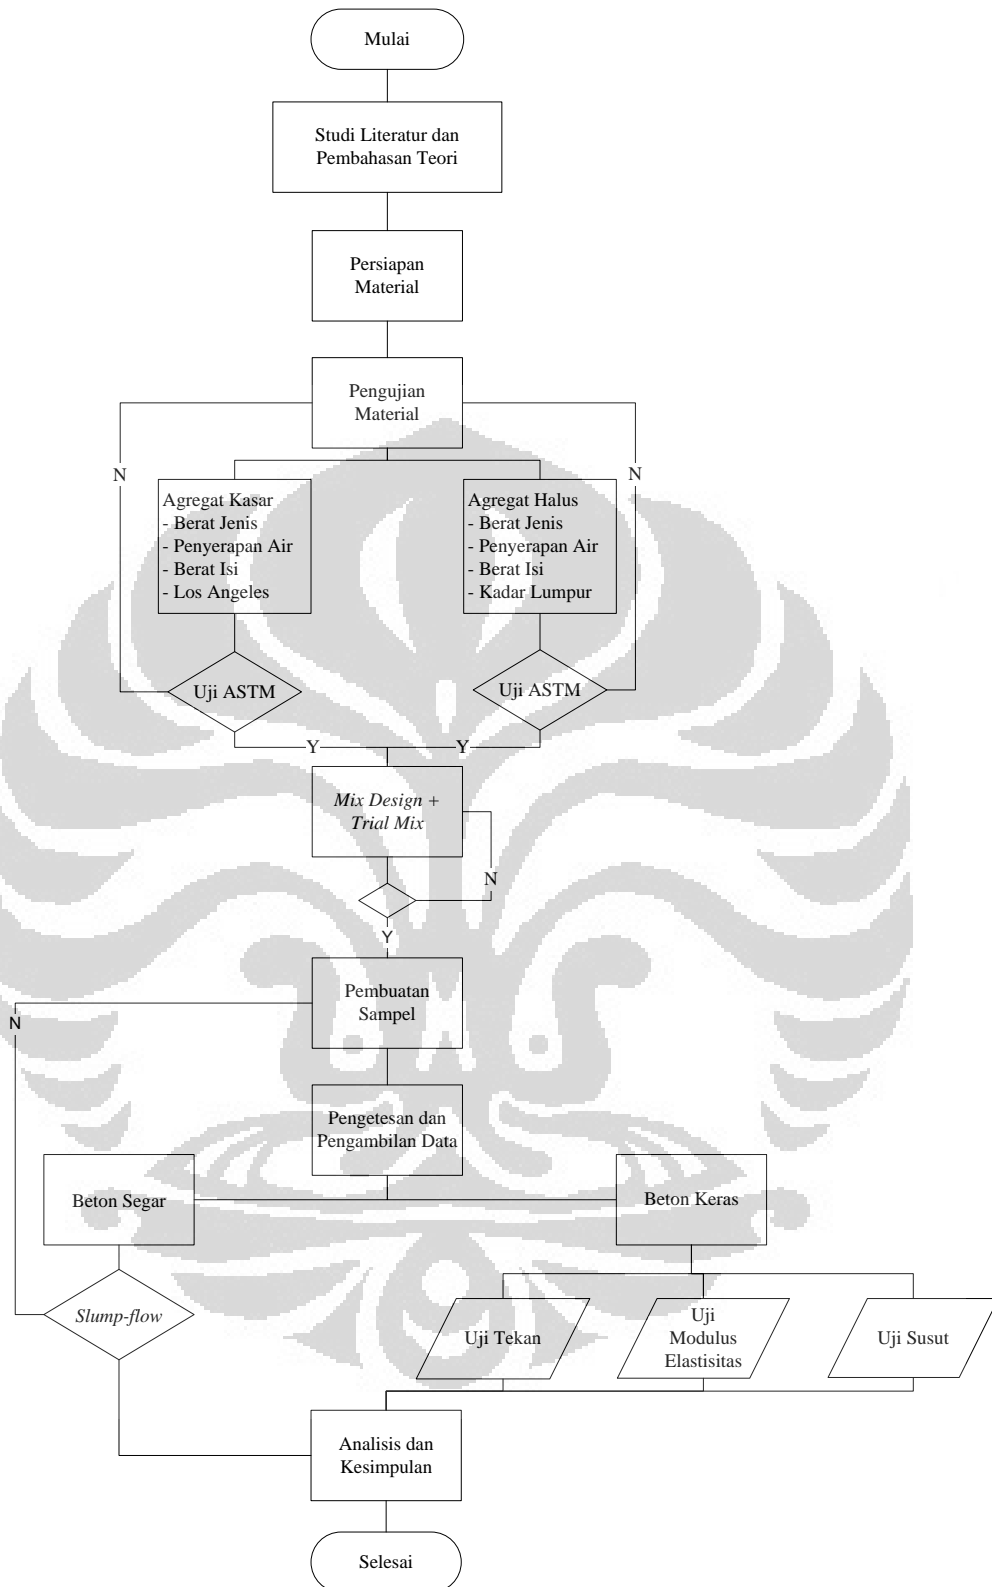 Mulai
Studi Literatur dan
Pembahasan Teori
Persiapan
Material
Pengujian
Material
N
N
Agregat Kasar
- Berat Jenis
- Penyerapan Air
- Berat Isi
- Los Angeles
Agregat Halus
- Berat Jenis
- Penyerapan Air
- Berat Isi
- Kadar Lumpur
Uji ASTM
Uji ASTM
Y
Y
Mix Design +
Trial Mix
N
Y
Pembuatan
Sampel
N
Pengetesan dan
Pengambilan Data
Beton Segar
Beton Keras
Slump-flow
Uji Tekan
Uji
Modulus
Elastisitas
Uji Susut
Analisis dan
Kesimpulan
Selesai